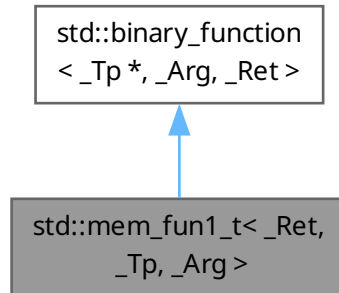 std::binary_function
< _Tp *, _Arg, _Ret >
std::mem_fun1_t< _Ret,
_Tp, _Arg >